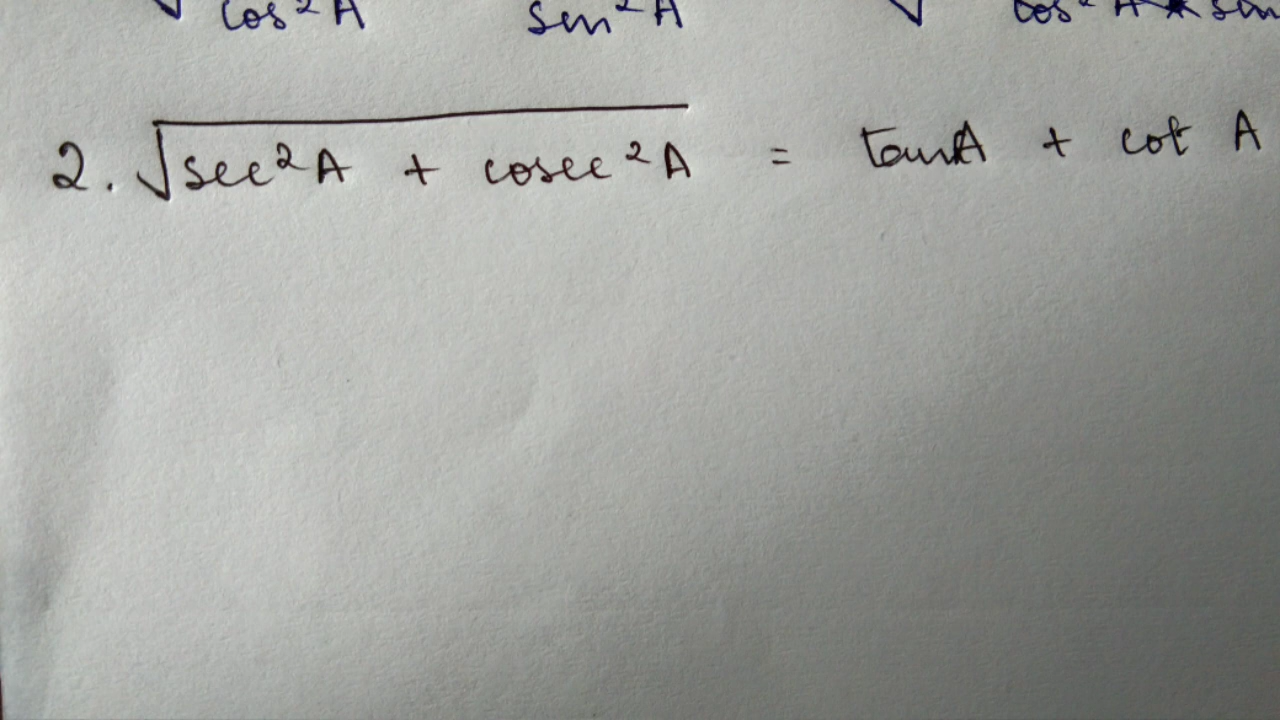 cos²A sin²A √ cos²A
2. √sec²A + cosec²A = tanA + cot A